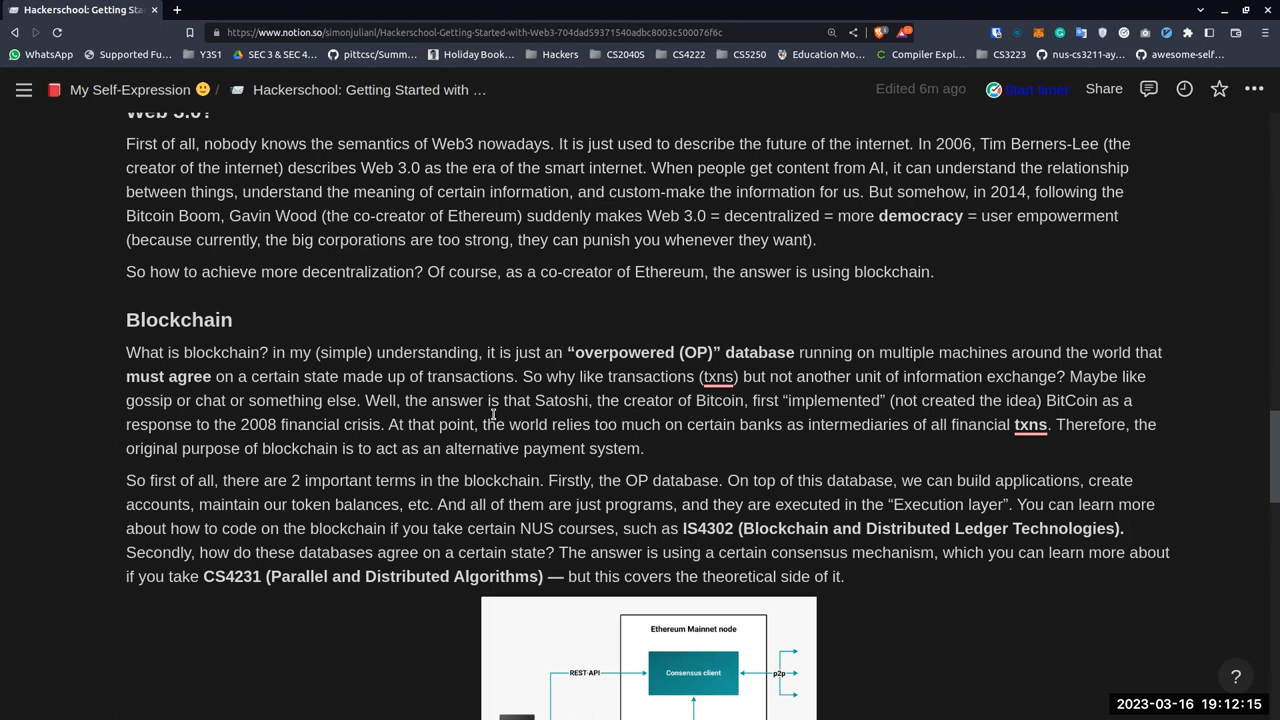 Hackerschool: Getting Sta
https://www.notion.so/simonjulianl/Hackerschool-Getting-Started-with-Web3-704dad59371540adbc8003c500076f6c
WhatsApp
Supported Fu...
Y3S1
SEC 3 & SEC 4...
pittcsc/Summ...
Holiday Book...
Hackers
CS2040S
CS4222
CS5250
Education Mo...
Compiler Expl...
CS3223
nus-cs3211-ay...
awesome-self...
My Self-Expression / Hackerschool: Getting Started with ...
Edited 6m ago
Start timer
Share
Web 3.0?
First of all, nobody knows the semantics of Web3 nowadays. It is just used to describe the future of the internet. In 2006, Tim Berners-Lee (the
creator of the internet) describes Web 3.0 as the era of the smart internet. When people get content from AI, it can understand the relationship
between things, understand the meaning of certain information, and custom-make the information for us. But somehow, in 2014, following the
Bitcoin Boom, Gavin Wood (the co-creator of Ethereum) suddenly makes Web 3.0 = decentralized = more democracy = user empowerment
(because currently, the big corporations are too strong, they can punish you whenever they want).
So how to achieve more decentralization? Of course, as a co-creator of Ethereum, the answer is using blockchain.
Blockchain
What is blockchain? in my (simple) understanding, it is just an “overpowered (OP)” database running on multiple machines around the world that
must agree on a certain state made up of transactions. So why like transactions (txns) but not another unit of information exchange? Maybe like
gossip or chat or something else. Well, the answer is that Satoshi, the creator of Bitcoin, first “implemented” (not created the idea) BitCoin as a
response to the 2008 financial crisis. At that point, the world relies too much on certain banks as intermediaries of all financial txns. Therefore, the
original purpose of blockchain is to act as an alternative payment system.
So first of all, there are 2 important terms in the blockchain. Firstly, the OP database. On top of this database, we can build applications, create
accounts, maintain our token balances, etc. And all of them are just programs, and they are executed in the “Execution layer”. You can learn more
about how to code on the blockchain if you take certain NUS courses, such as IS4302 (Blockchain and Distributed Ledger Technologies).
Secondly, how do these databases agree on a certain state? The answer is using a certain consensus mechanism, which you can learn more about
if you take CS4231 (Parallel and Distributed Algorithms) — but this covers the theoretical side of it.
Ethereum Mainnet node
REST API
Consensus client
p2p
?
2023-03-16 19:12:15